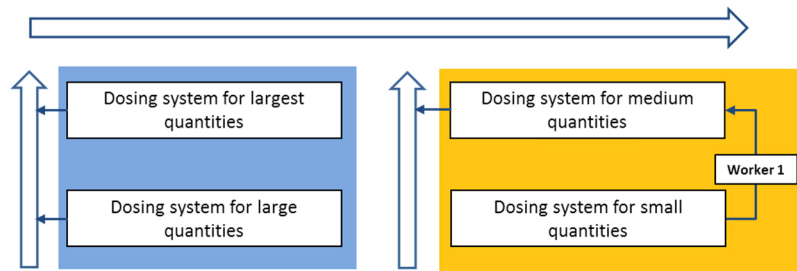 Dosing system for largest
quantities
Dosing system for medium
quantities
Worker 1
Dosing system for large
quantities
Dosing system for small
quantities